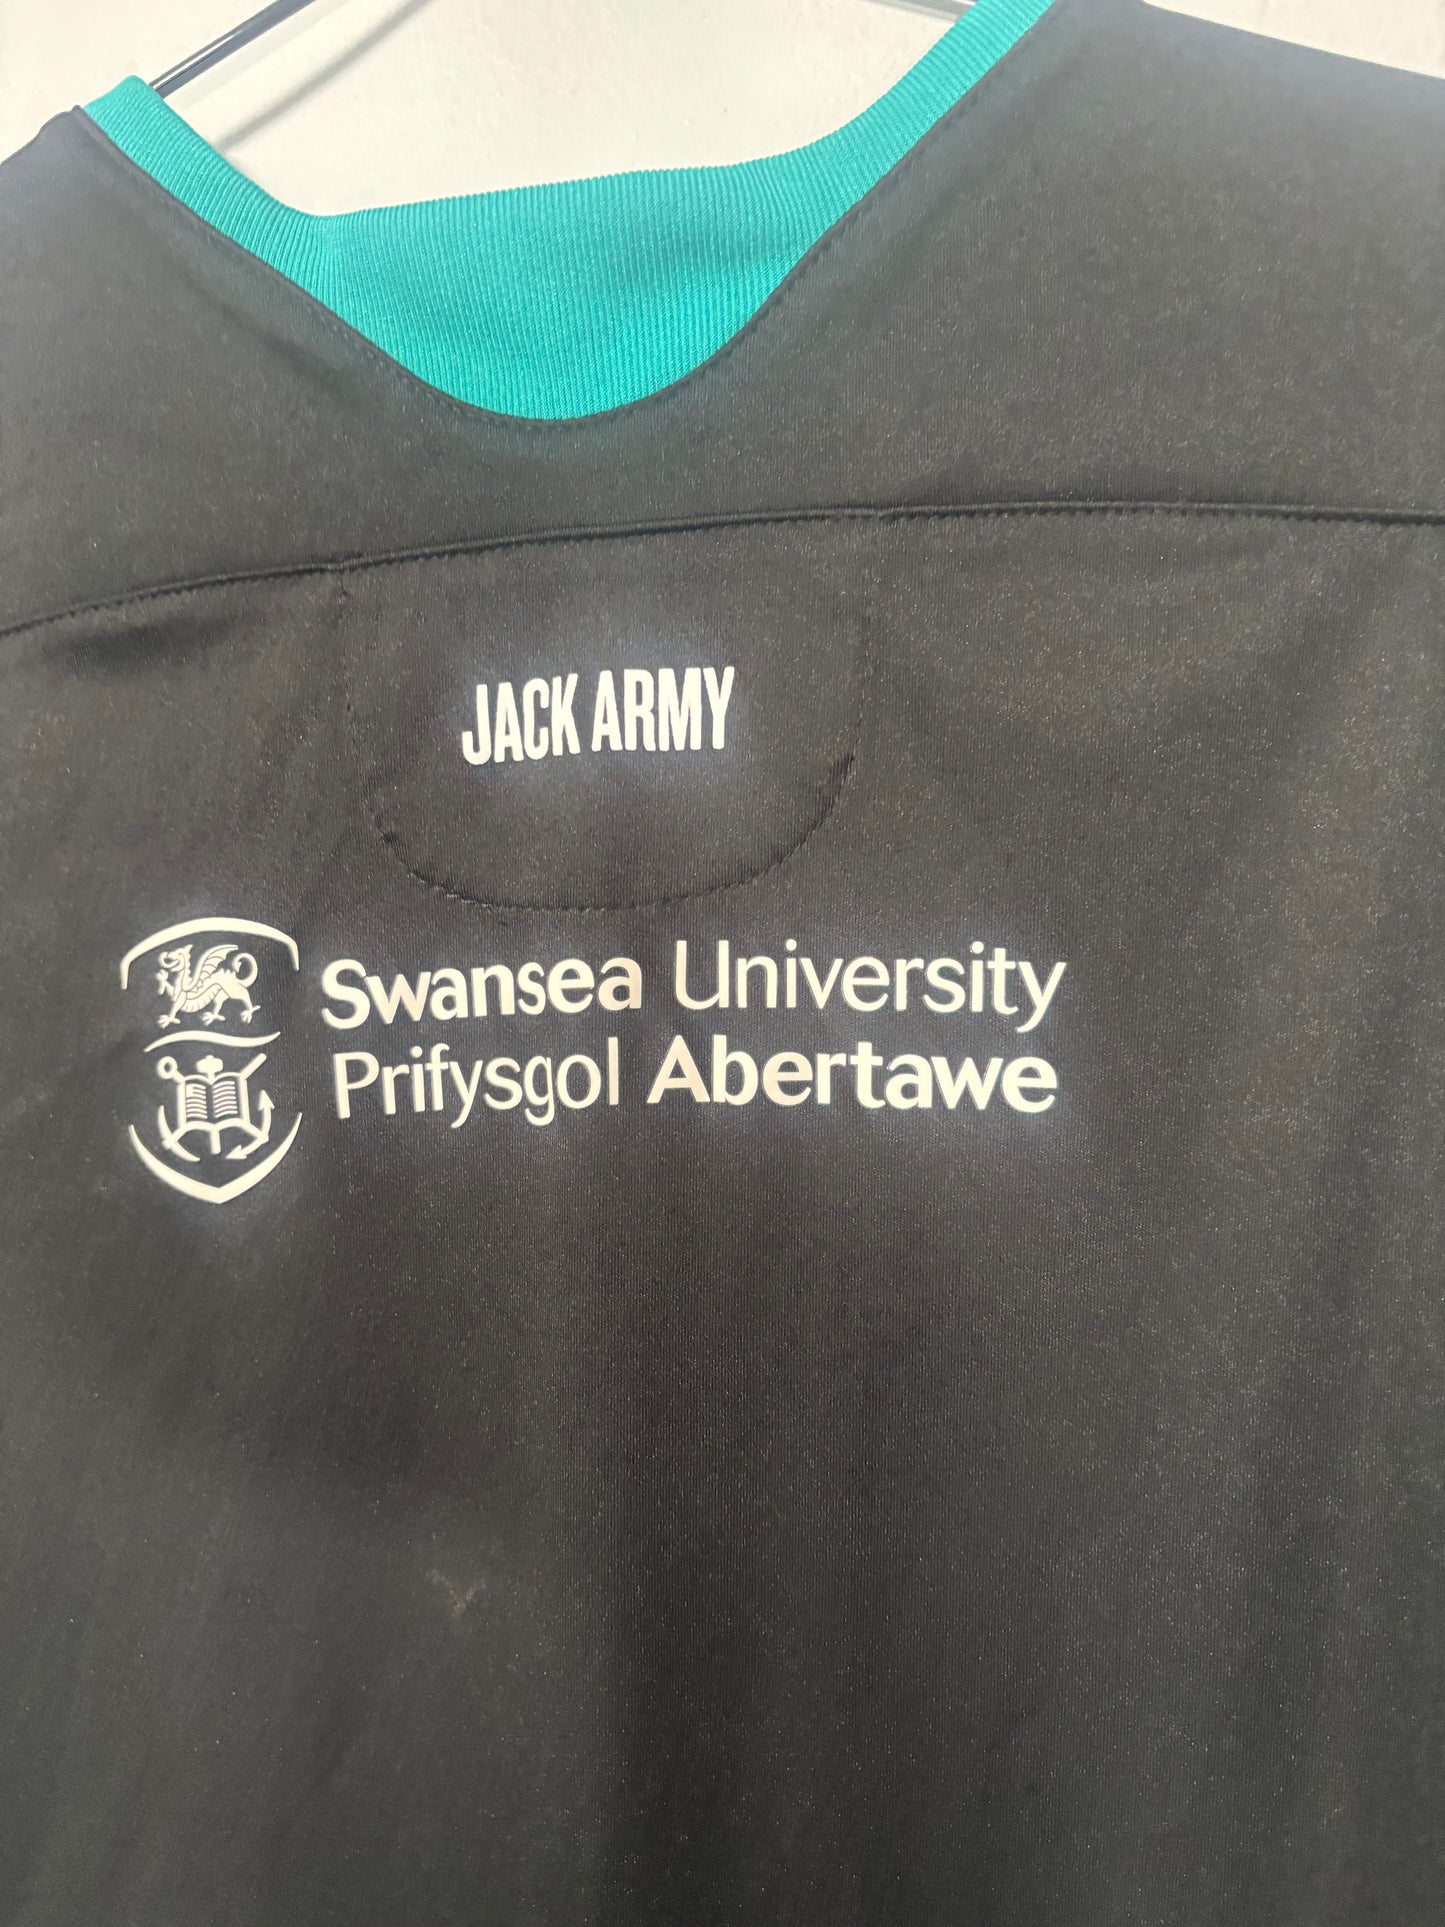 JACK ARMY
Swansea University
Prifysgol Abertawe